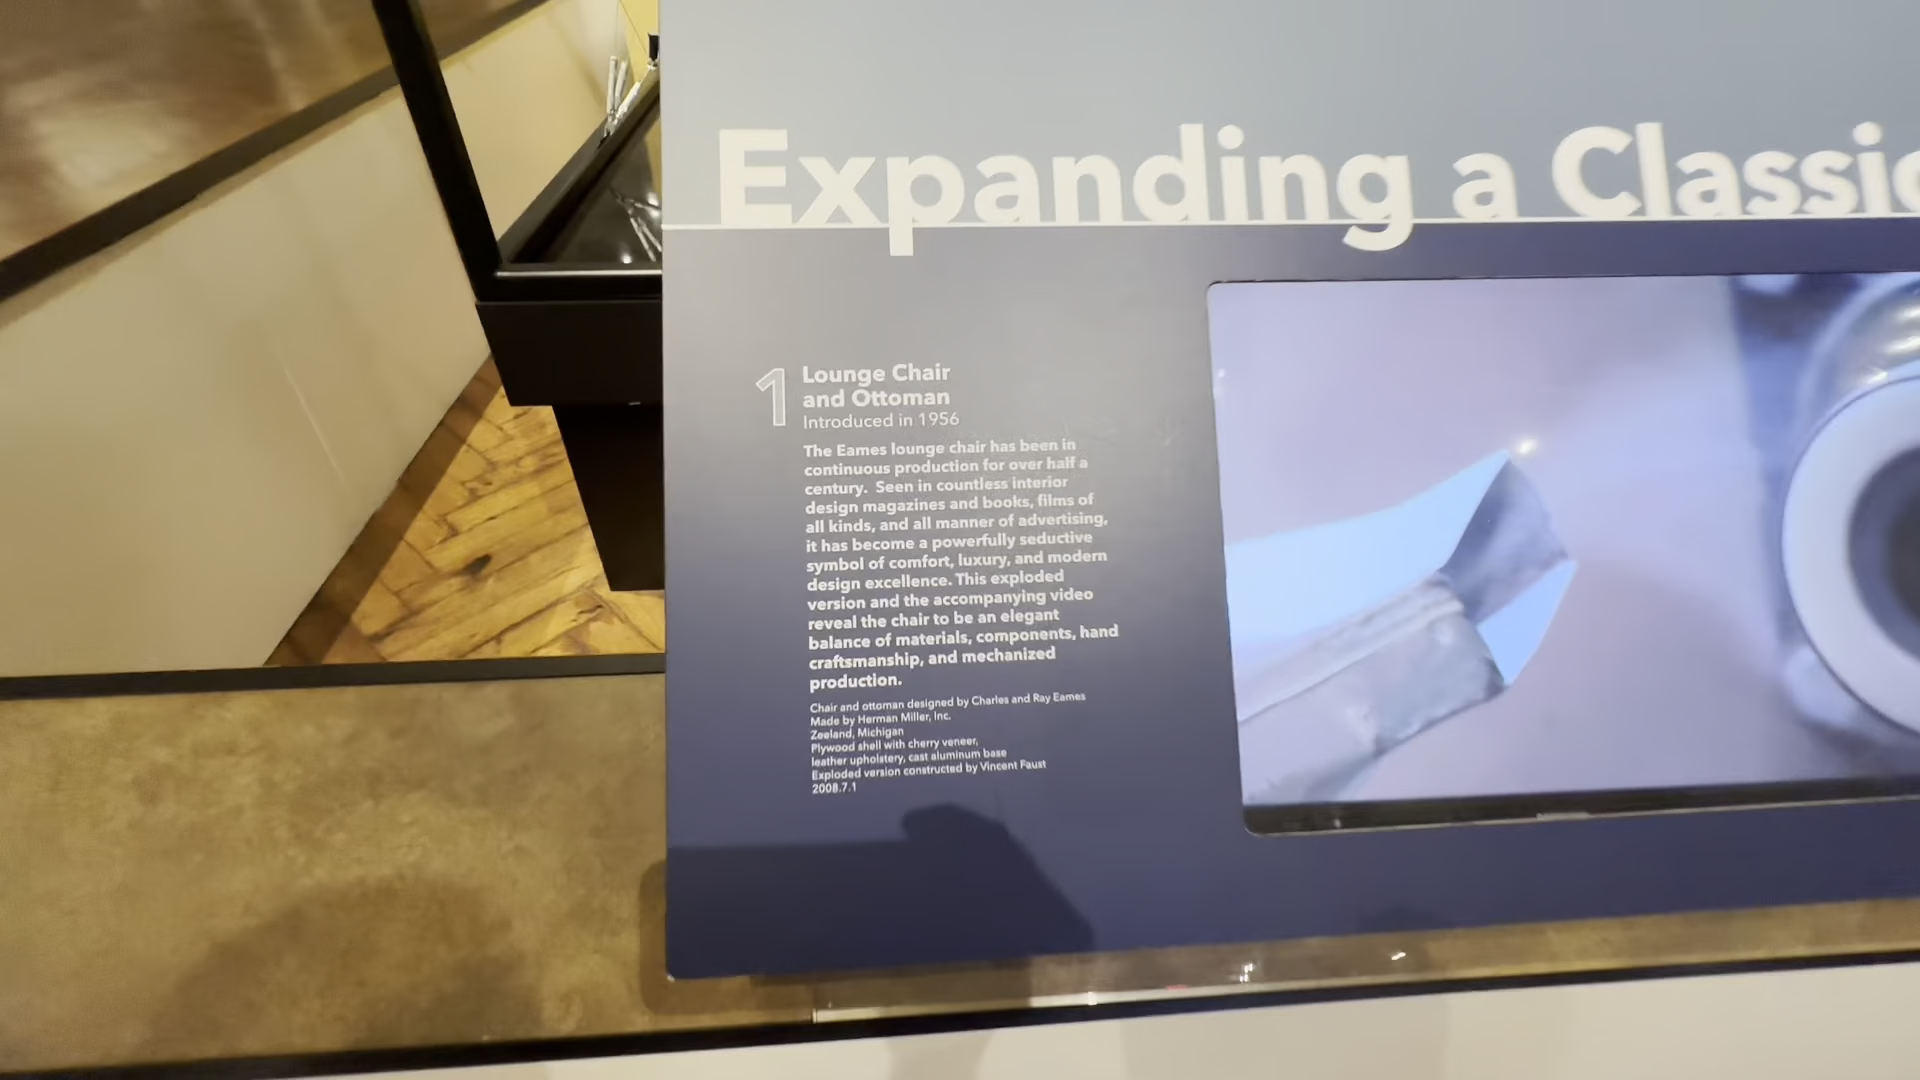 Expanding a Classic
1
Lounge Chair
and Ottoman
Introduced in 1956
The Eames lounge chair has been in
continuous production for over half a
century. Seen in countless interior
design magazines and books, films of
all kinds, and all manner of advertising,
it has become a powerfully seductive
symbol of comfort, luxury, and modern
design excellence. This exploded
version and the accompanying video
reveal the chair to be an elegant
balance of materials, components, hand
craftsmanship, and mechanized
production.
Chair and ottoman designed by Charles and Ray Eames
Made by Herman Miller, Inc.
Zeeland, Michigan
Plywood shell with cherry veneer,
leather upholstery, cast aluminum base
Exploded version constructed by Vincent Faust
2008.7.1